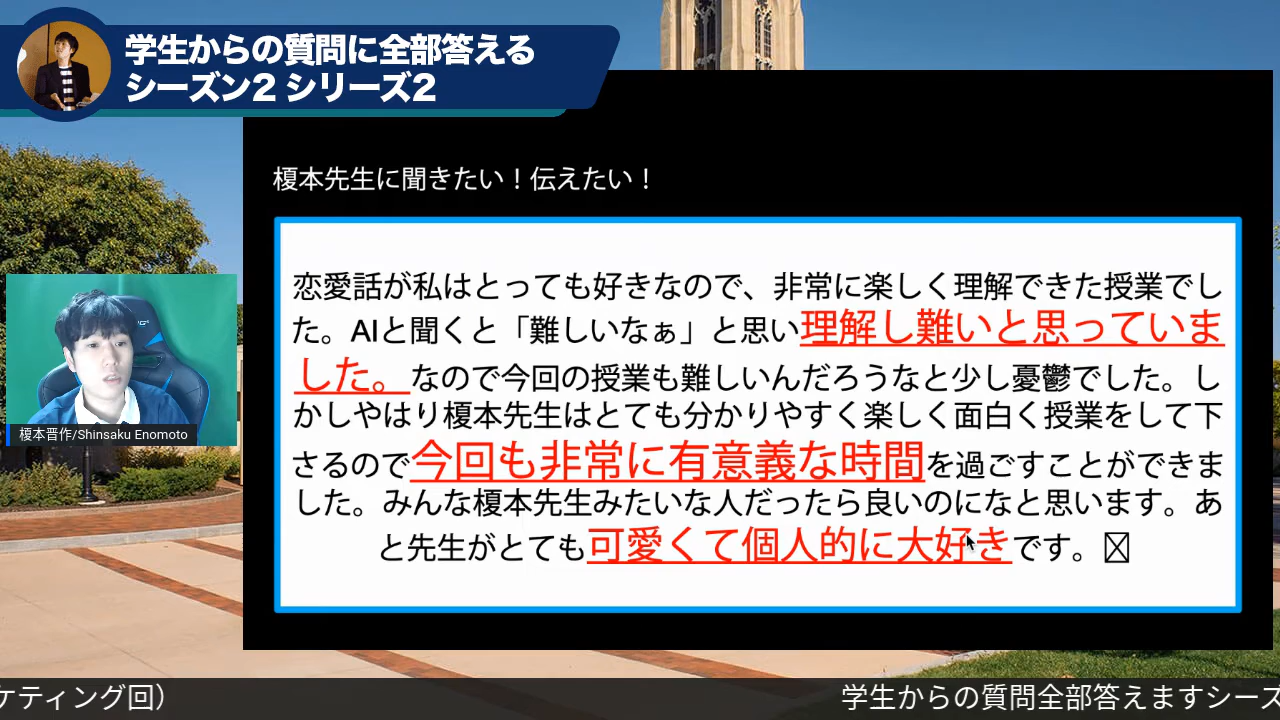 学生からの質問に全部答える
シーズン2 シリーズ2
榎本先生に聞きたい！伝えたい！
恋愛話が私はとっても好きなので、非常に楽しく理解できた授業でし
た。AIと聞くと「難しいなぁ」と思い理解し難いと思っていま
した。なので今回の授業も難しいんだろうなと少し憂鬱でした。し
かしやはり榎本先生はとても分かりやすく楽しく面白く授業をして下
さるので今回も非常に有意義な時間を過ごすことができま
した。みんな榎本先生みたいな人だったら良いのになと思います。あ
と先生がとても可愛くて個人的に大好きです。
榎本晋作/Shinsaku Enomoto
ケティング回）
学生からの質問全部答えますシーズ